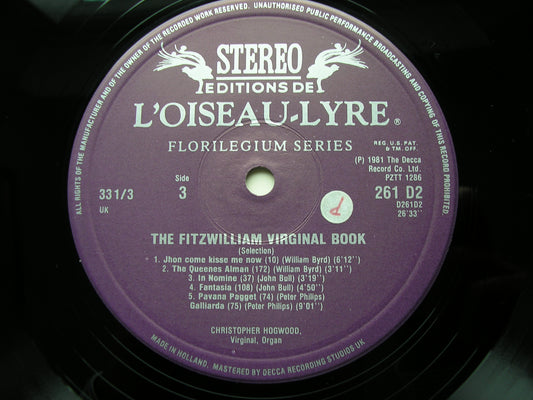 ALL RIGHTS OF THE MANUFACTURER AND OF THE OWNER OF THE RECORDED WORK RESERVED. UNAUTHORISED PUBLIC PERFORMANCE BROADCASTING AND COPYING OF THIS RECORD PROHIBITED.
STEREO
EDITIONS DE
L'OISEAU-LYRE ®
FLORILEGIUM SERIES
REG. U.S. PAT.
& TM. OFF.
(P) 1981 The Decca
Record Co. Ltd.
PZTT 1286
33 1/3
UK
Side
3
261 D2
D261D2
26'33''
P
THE FITZWILLIAM VIRGINAL BOOK
(Selection)
1. Jhon come kisse me now (10) (William Byrd) (6'12'')
2. The Queenes Alman (172) (William Byrd) (3'11'')
3. In Nomine (37) (John Bull) (3'19'')
4. Fantasia (108) (John Bull) (4'50'')
5. Pavana Pagget (74) (Peter Philips)
Galliarda (75) (Peter Philips) (9'01'')
CHRISTOPHER HOGWOOD,
Virginal, Organ
MADE IN HOLLAND. MASTERED BY DECCA RECORDING STUDIOS-UK